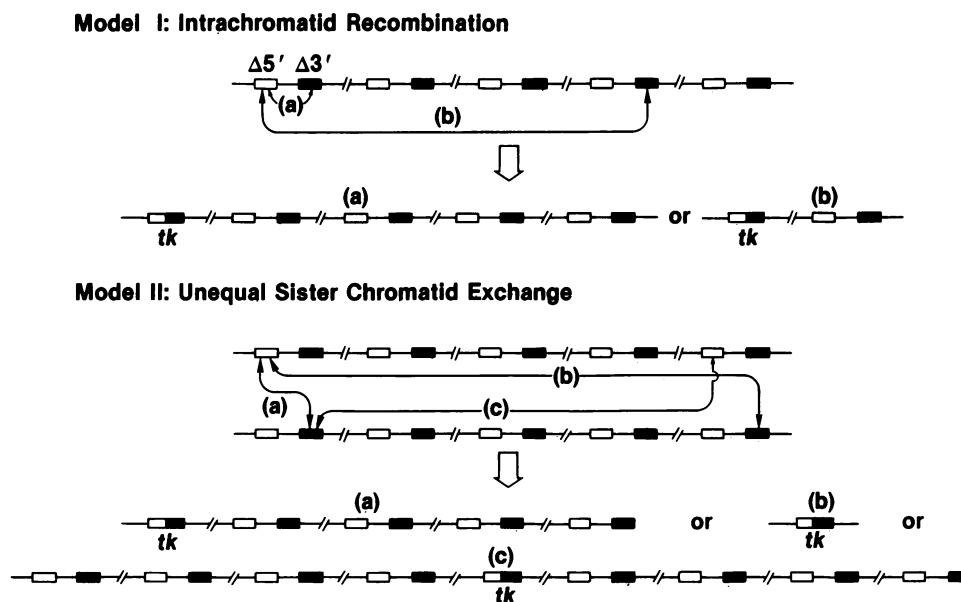 Model I: Intrachromatid Recombination
Δ5' Δ3'
(a)
(b)
(a) or (b)
tk tk
Model II: Unequal Sister Chromatid Exchange
(b)
(a) (c)
(a) or (b) or
tk tk
(c)
tk